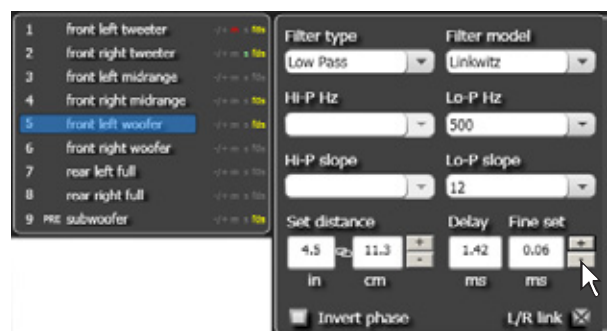 1 front left tweeter
2 front right tweeter
3 front left midrange
4 front right midrange
5 front left woofer
6 front right woofer
7 rear left full
8 rear right full
9 PRE subwoofer
Filter type Filter model
Low Pass Linkwitz
Hi-P Hz Lo-P Hz
500
Hi-P slope Lo-P slope
12
Set distance Delay Fine set
4.5 11.3 + - 1.42 0.06 + -
in cm ms ms
Invert phase L/R link